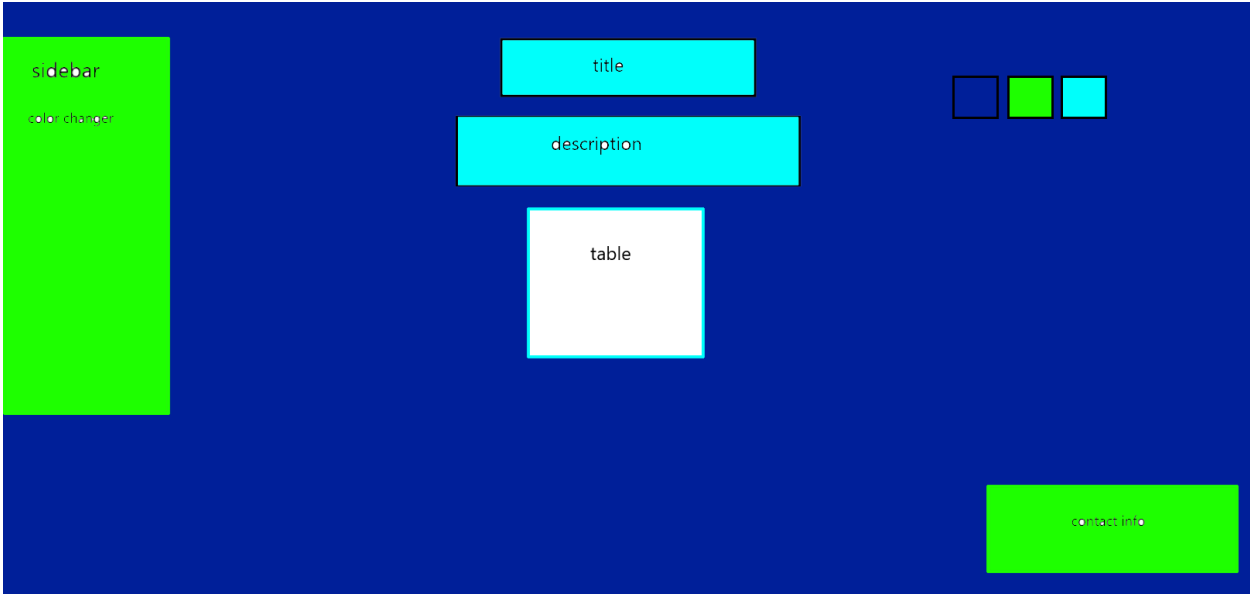 sidebar
color changer
title
description
table
contact info